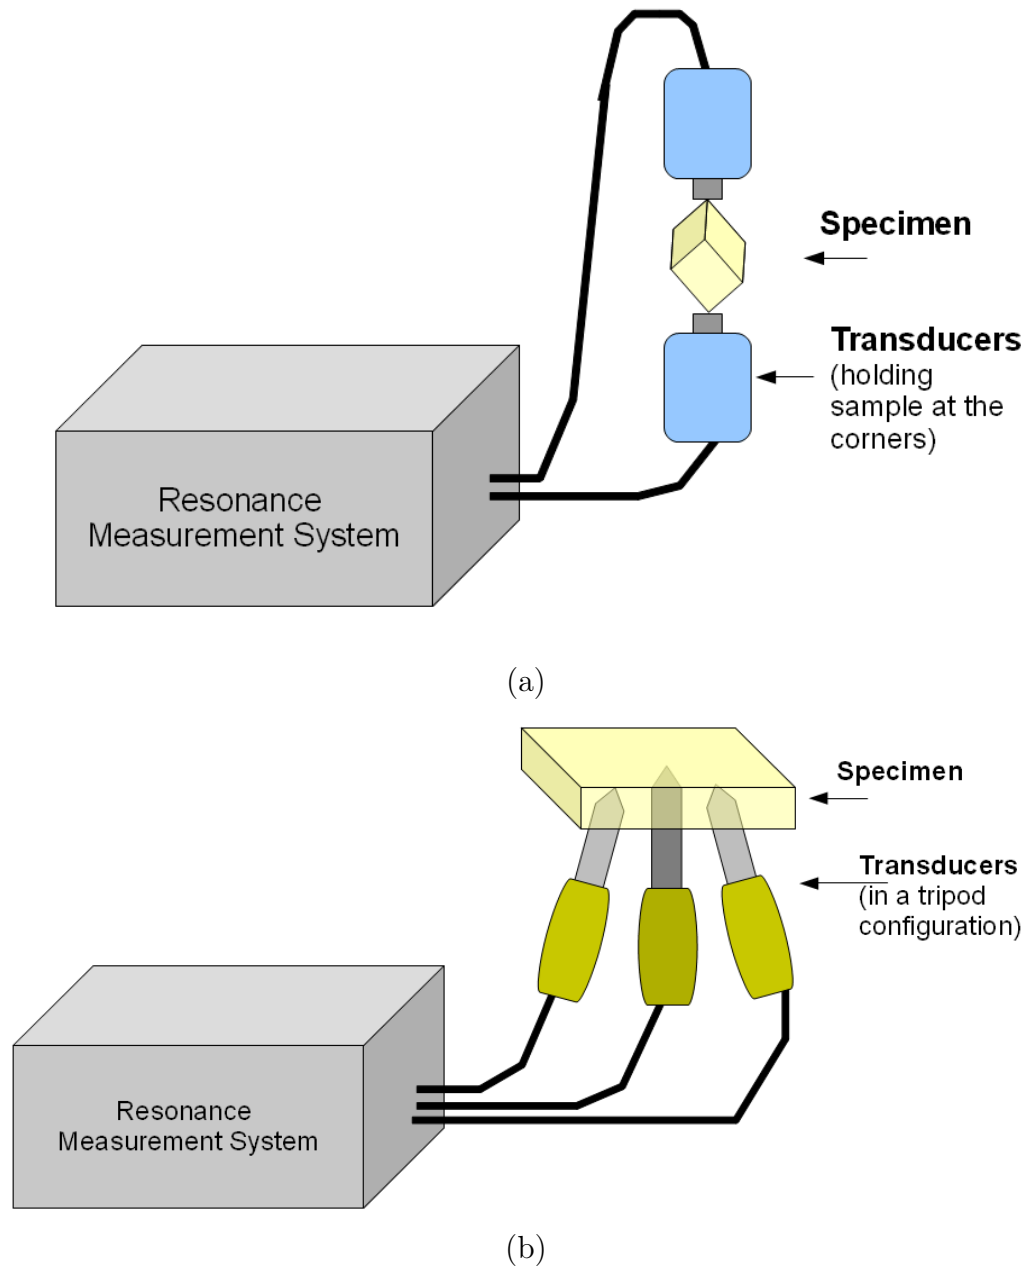 Specimen
Transducers
(holding
sample at the
corners)
Resonance
Measurement System
(a)
Specimen
Transducers
(in a tripod
configuration)
Resonance
Measurement System
(b)